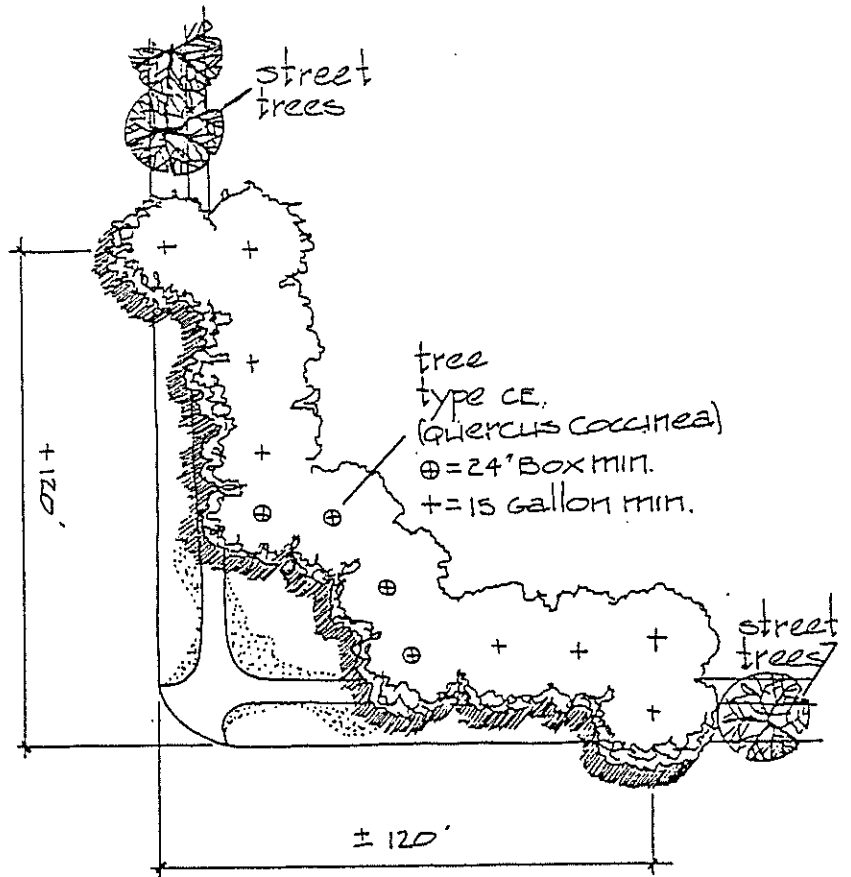 street
trees
tree
type CE.
(Quercus Coccinea)
⊕ = 24" Box min.
+ = 15 Gallon min.
± 120'
street
trees
± 120'